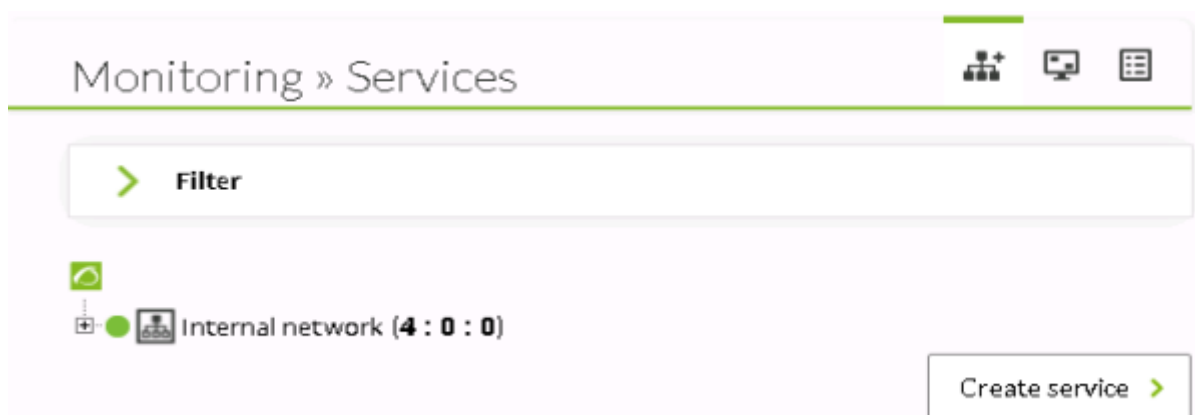 Monitoring » Services
Filter
Internal network (4 : 0 : 0)
Create service